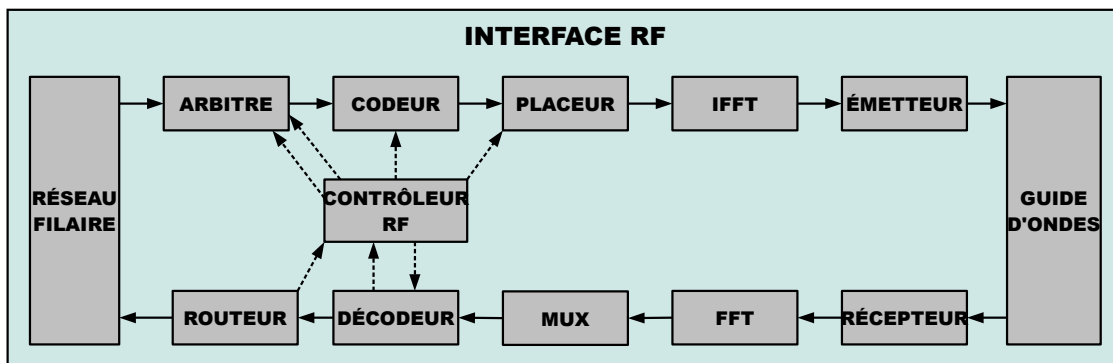 INTERFACE RF
ARBITRE
CODEUR
PLACEUR
IFFT
ÉMETTEUR
RÉSEAU
FILAIRE
CONTRÔLEUR
RF
GUIDE
D'ONDES
ROUTEUR
DÉCODEUR
MUX
FFT
RÉCEPTEUR